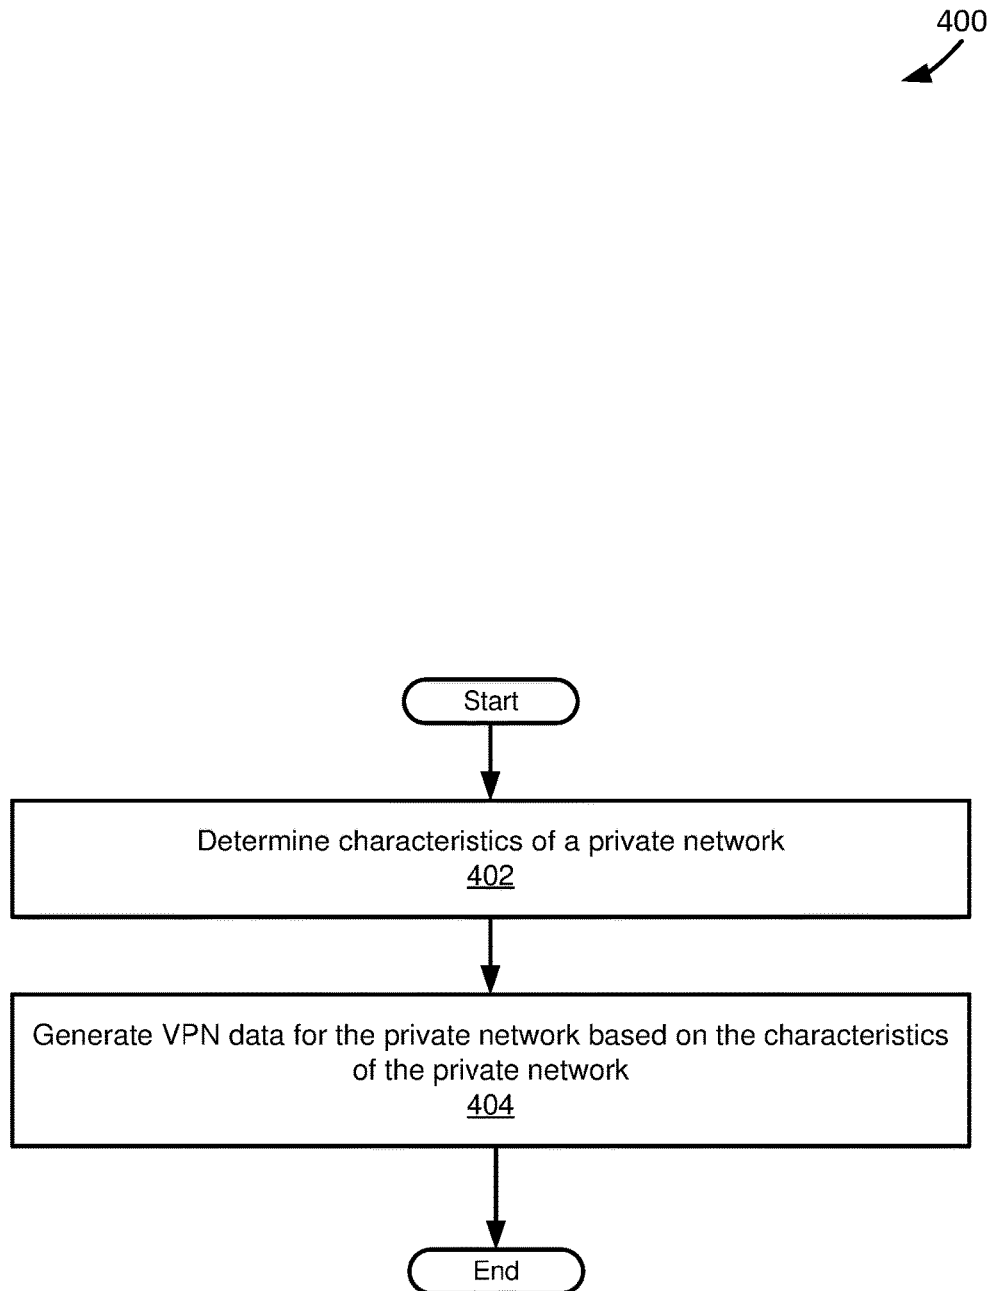 400
Start
Determine characteristics of a private network
402
Generate VPN data for the private network based on the characteristics
of the private network
404
End